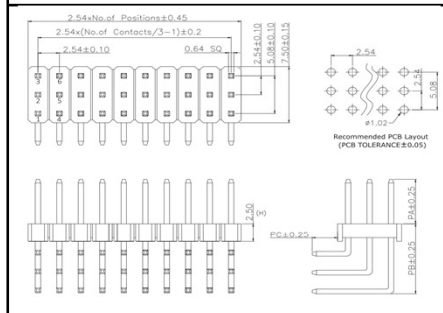 2.54xNo.of Positions±0.45
2.54x(No.of Contacts/3-1)±0.2
2.54±0.10
0.64 SQ
3
6
2
5
1
4
2.54±0.10
5.08±0.10
7.50±0.15
2.54
2.54
5.08
ø1.02
Recommended PCB Layout
(PCB TOLERANCE±0.05)
2.50
(H)
PC±0.25
PA±0.25
PB±0.25